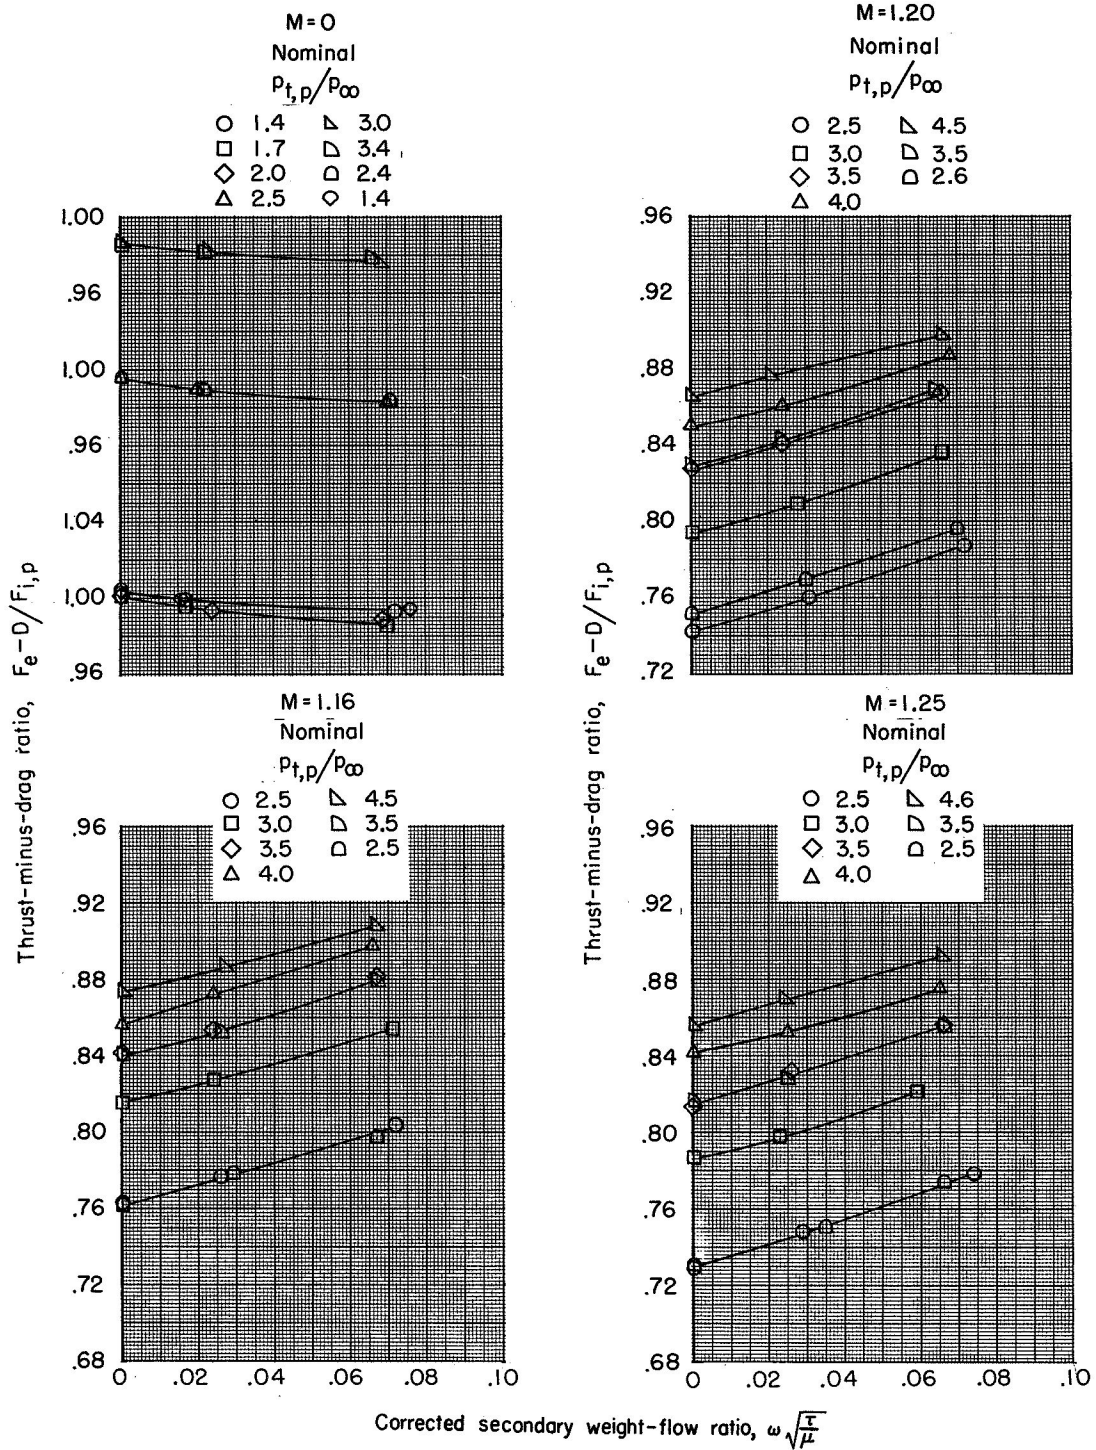 M=0
Nominal
pt,p/p∞
1.4 3.0
1.7 3.4
2.0 2.4
2.5 1.4
1.00
.96
1.00
.96
1.04
1.00
.96
M=1.20
Nominal
pt,p/p∞
2.5 4.5
3.0 3.5
3.5 2.6
4.0
.96
.92
.88
.84
.80
.76
.72
M=1.16
Nominal
pt,p/p∞
2.5 4.5
3.0 3.5
3.5 2.5
4.0
.96
.92
.88
.84
.80
.76
.72
.68
0 .02 .04 .06 .08 .10
M=1.25
Nominal
pt,p/p∞
2.5 4.6
3.0 3.5
3.5 2.5
4.0
.96
.92
.88
.84
.80
.76
.72
.68
0 .02 .04 .06 .08 .10
Thrust-minus-drag ratio, Fe-D/Fi,p
Thrust-minus-drag ratio, Fe-D/Fi,p
Corrected secondary weight-flow ratio, ω√τ/μ